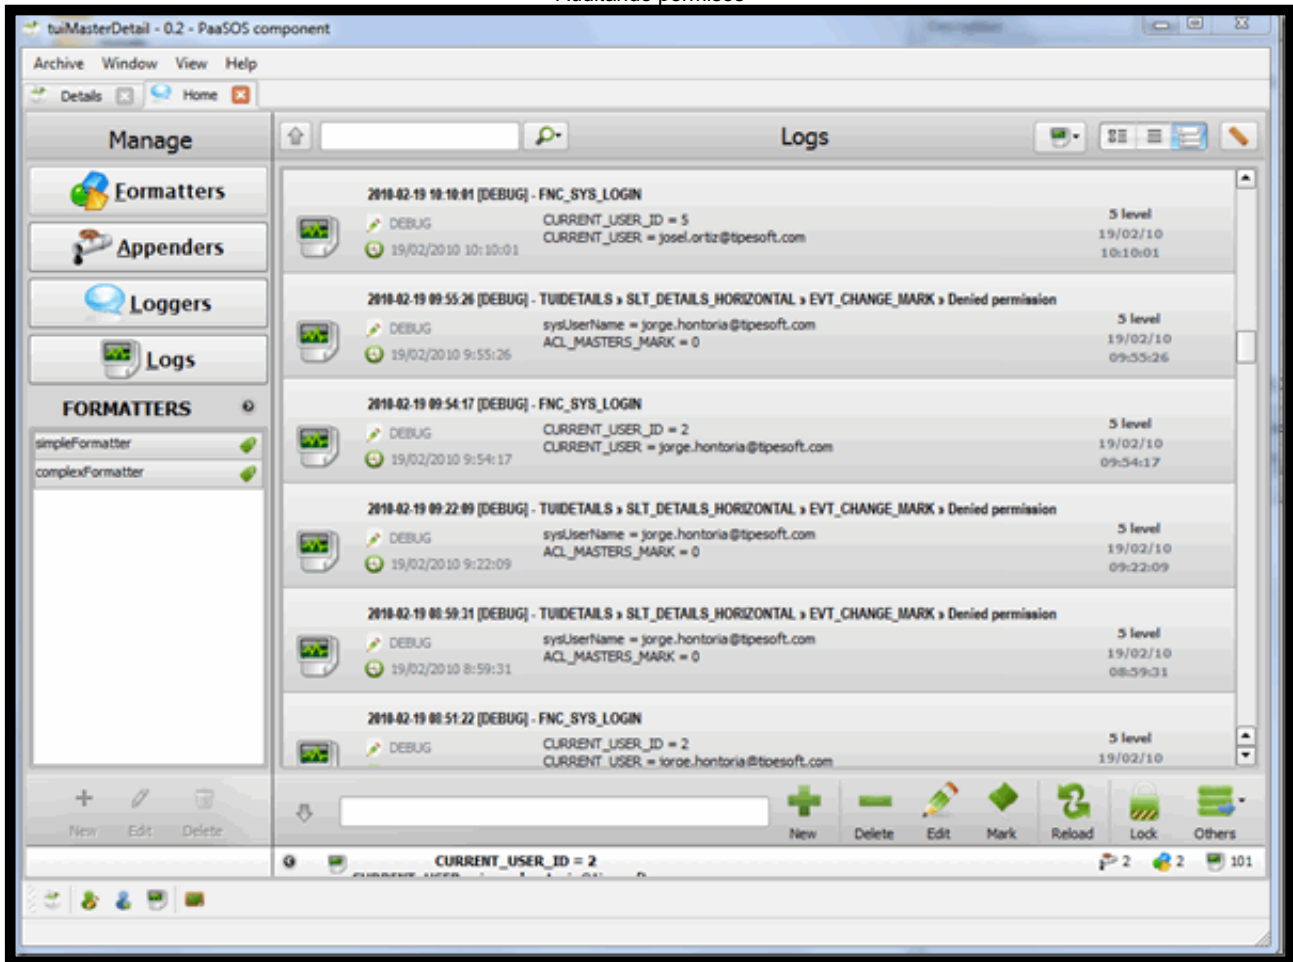 tuiMasterDetail - 0.2 - PaaSOS component
Archive Window View Help
Details Home
Manage
Logs
Formatters
Appenders
Loggers
Logs
FORMATTERS
simpleFormatter
complexFormatter
2010-02-19 10:10:01 [DEBUG] - FNC_SYS_LOGIN
DEBUG
19/02/2010 10:10:01
CURRENT_USER_ID = 5
CURRENT_USER = josel.ortiz@tipesoft.com
5 level
19/02/10
10:10:01
2010-02-19 09:55:26 [DEBUG] - TUIDETAILS » SLT_DETAILS_HORIZONTAL » EVT_CHANGE_MARK » Denied permission
DEBUG
19/02/2010 9:55:26
sysUserName = jorge.hontoria@tipesoft.com
ACL_MASTERS_MARK = 0
5 level
19/02/10
09:55:26
2010-02-19 09:54:17 [DEBUG] - FNC_SYS_LOGIN
DEBUG
19/02/2010 9:54:17
CURRENT_USER_ID = 2
CURRENT_USER = jorge.hontoria@tipesoft.com
5 level
19/02/10
09:54:17
2010-02-19 09:22:09 [DEBUG] - TUIDETAILS » SLT_DETAILS_HORIZONTAL » EVT_CHANGE_MARK » Denied permission
DEBUG
19/02/2010 9:22:09
sysUserName = jorge.hontoria@tipesoft.com
ACL_MASTERS_MARK = 0
5 level
19/02/10
09:22:09
2010-02-19 08:59:31 [DEBUG] - TUIDETAILS » SLT_DETAILS_HORIZONTAL » EVT_CHANGE_MARK » Denied permission
DEBUG
19/02/2010 8:59:31
sysUserName = jorge.hontoria@tipesoft.com
ACL_MASTERS_MARK = 0
5 level
19/02/10
08:59:31
2010-02-19 08:51:22 [DEBUG] - FNC_SYS_LOGIN
DEBUG
CURRENT_USER_ID = 2
CURRENT_USER = jorge.hontoria@tipesoft.com
5 level
19/02/10
New Edit Delete
New Delete Edit Mark Reload Lock Others
CURRENT_USER_ID = 2
2 2 101